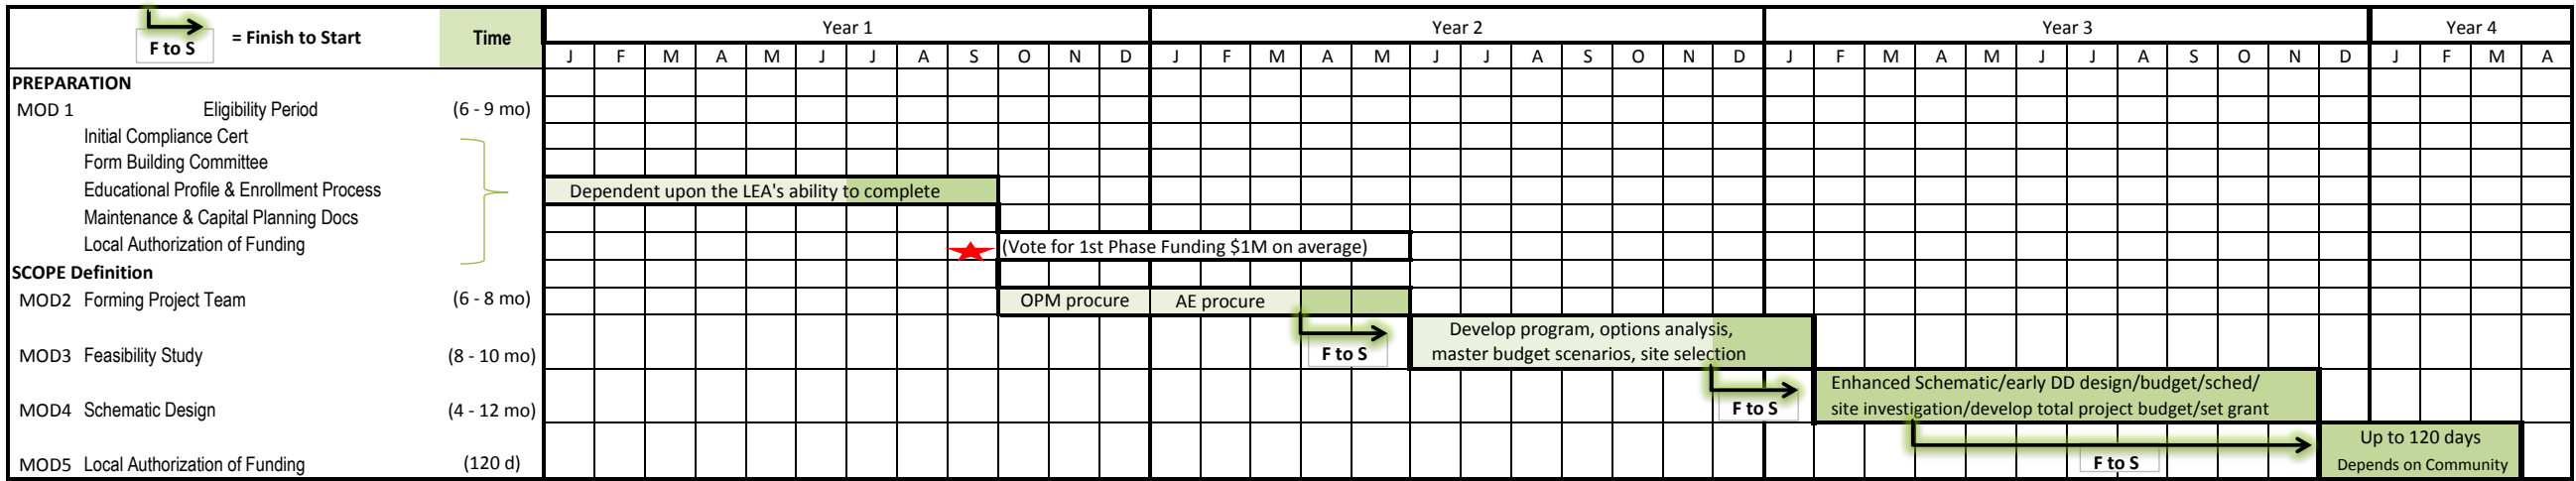 F to S = Finish to Start Time Year 1 Year 2 Year 3 Year 4
J F M A M J J A S O N D J F M A M J J A S O N D J F M A M J J A S O N D J F M A
PREPARATION
MOD 1 Eligibility Period (6 - 9 mo)
Initial Compliance Cert
Form Building Committee
Educational Profile & Enrollment Process Dependent upon the LEA's ability to complete
Maintenance & Capital Planning Docs
Local Authorization of Funding (Vote for 1st Phase Funding $1M on average)
SCOPE Definition
MOD2 Forming Project Team (6 - 8 mo) OPM procure AE procure
Develop program, options analysis,
MOD3 Feasibility Study (8 - 10 mo) F to S master budget scenarios, site selection
Enhanced Schematic/early DD design/budget/sched/
MOD4 Schematic Design (4 - 12 mo) F to S site investigation/develop total project budget/set grant
Up to 120 days
MOD5 Local Authorization of Funding (120 d) F to S Depends on Community